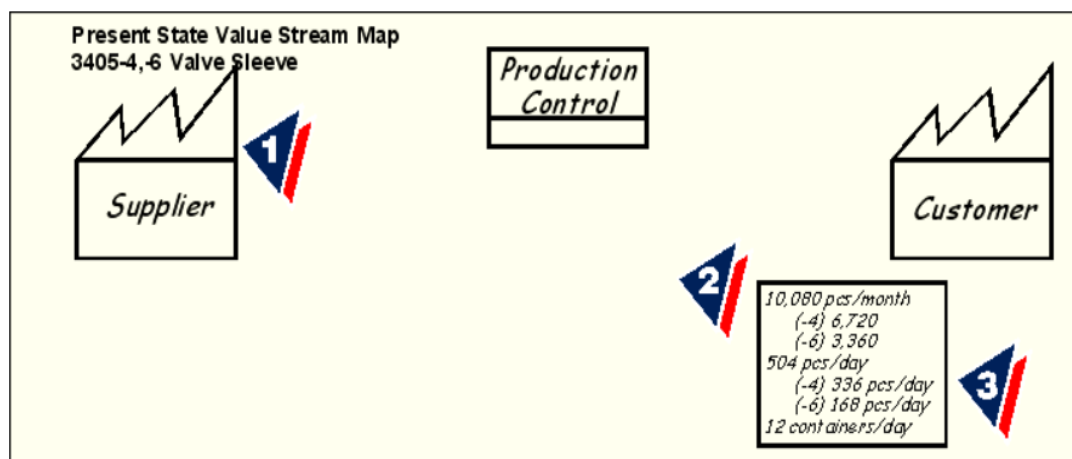 Present State Value Stream Map
3405-4,-6 Valve Sleeve
Production
Control
1
Supplier
Customer
2
10,080 pcs/month
(-4) 6,720
(-6) 3,360
504 pcs/day
(-4) 336 pcs/day
(-6) 168 pcs/day
12 containers/day
3